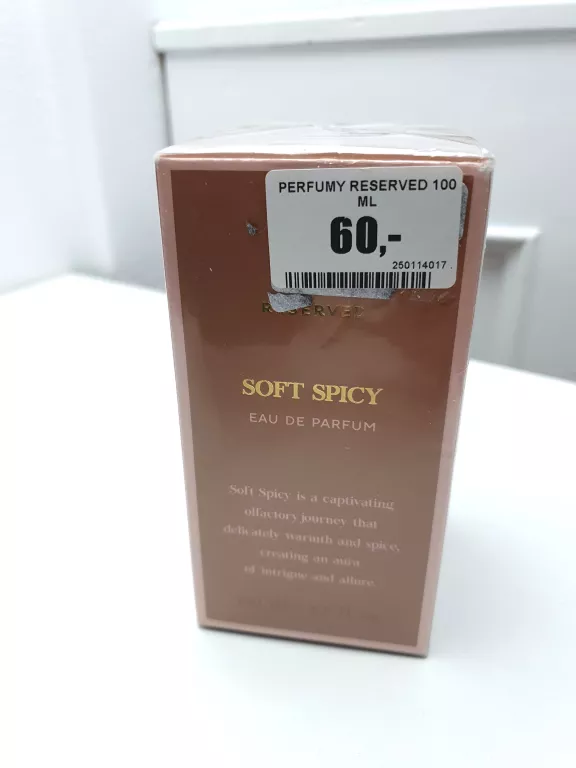 PERFUMY RESERVED 100
ML
60,-
250114017
RESERVED
SOFT SPICY
EAU DE PARFUM
Soft Spicy is a captivating
olfactory journey that
delicately warmth and spice,
creating an aura
of intrigue and allure.